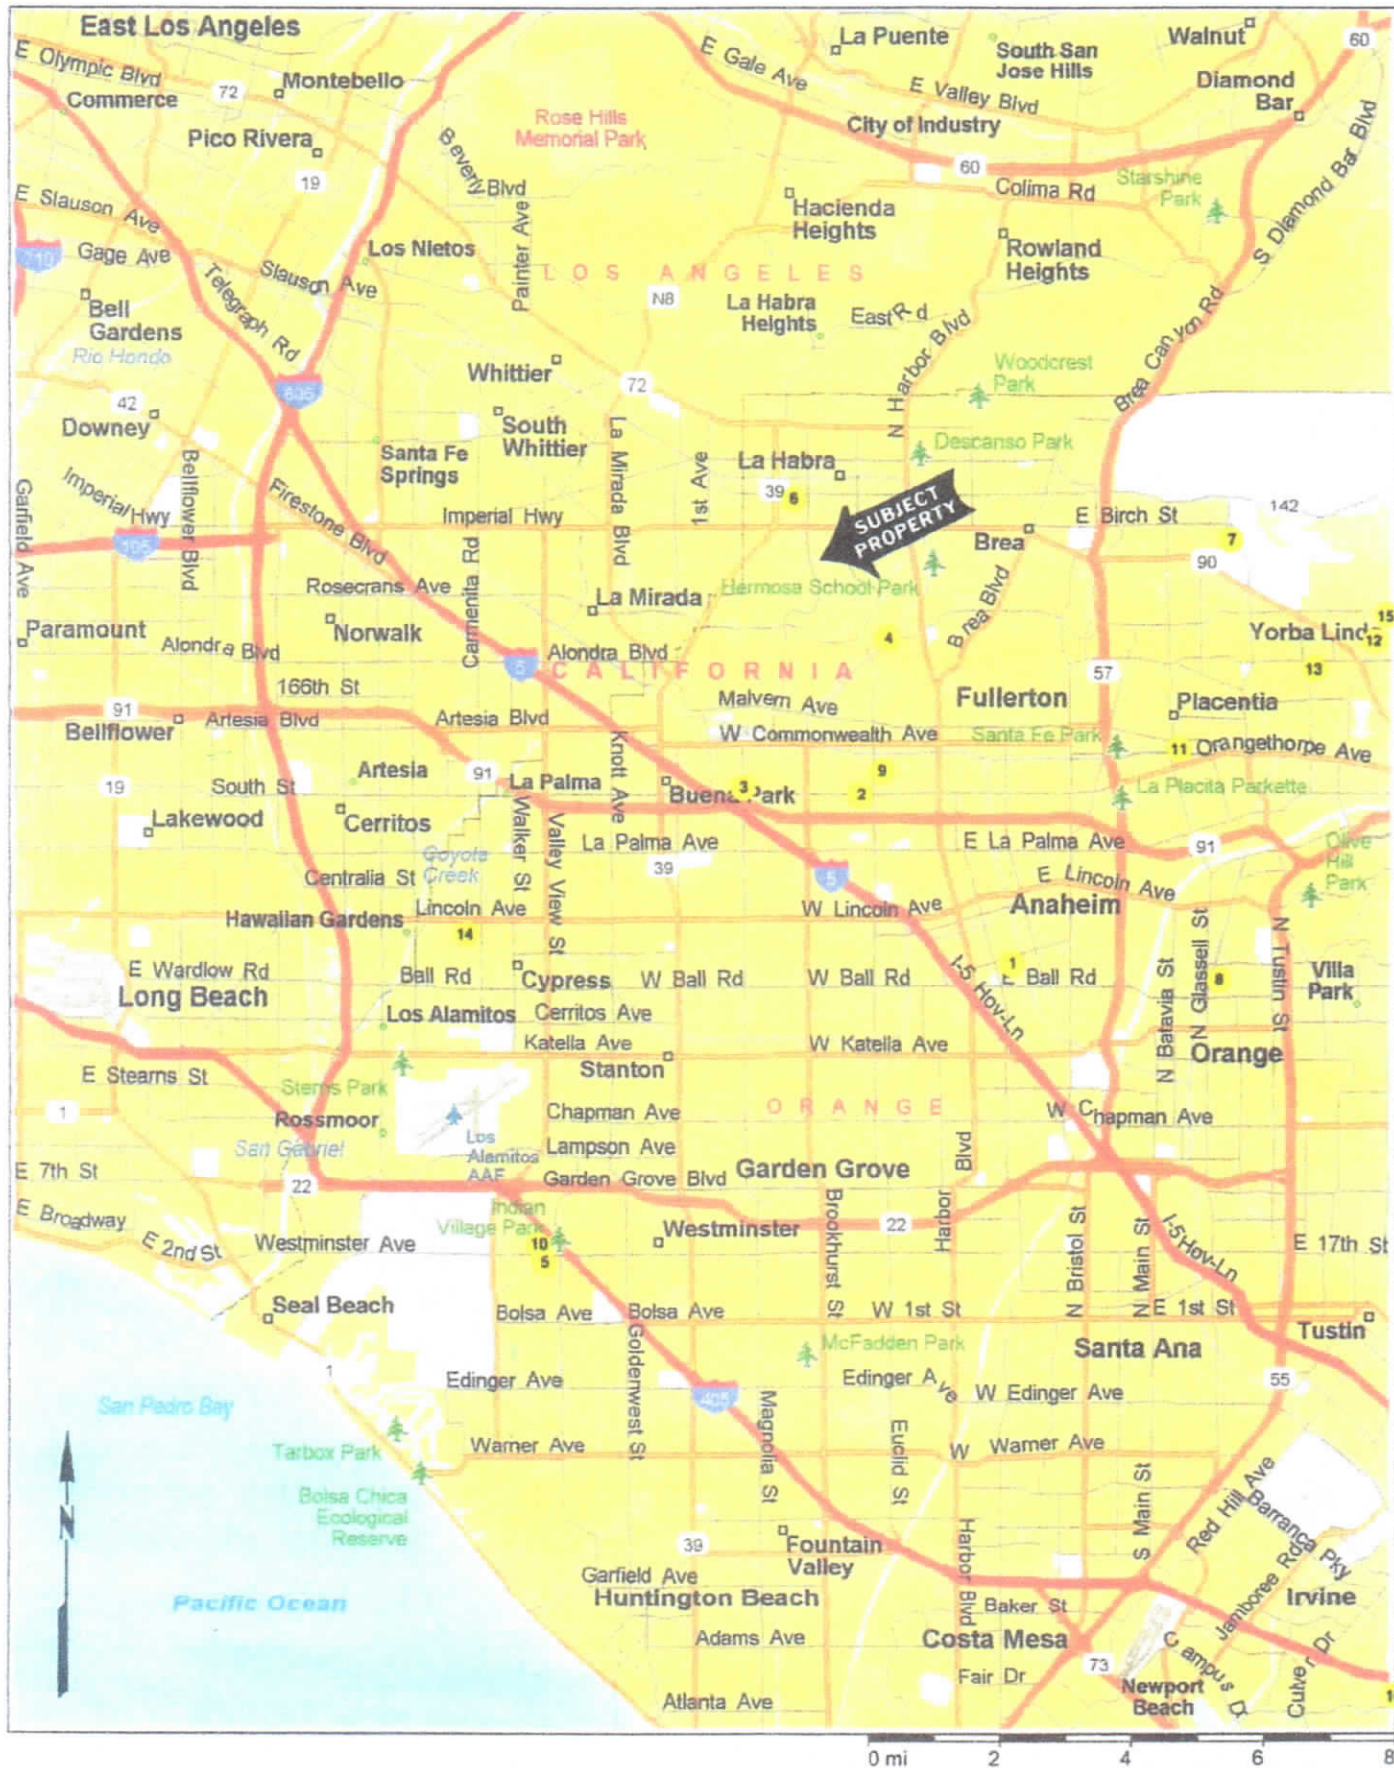 East Los Angeles
E Olympic Blvd
Commerce
72
Montebello
Pico Rivera
19
E Slauson Ave
Gage Ave
Bell
Gardens
Rio Hondo
Telegraph Rd
Slauson Ave
Los Nietos
Beverly Blvd
Painter Ave
Rose Hills
Memorial Park
E Gale Ave
La Puente
South San
Jose Hills
Walnut
60
E Valley Blvd
Diamond
Bar
City of Industry
60
Colima Rd
Starshine
Park
S Diamond Bar Blvd
Hacienda
Heights
Rowland
Heights
LOS ANGELES
N8
La Habra
Heights
East Rd
N Harbor Blvd
Woodcrest
Park
Brea Canyon Rd
Whittier
72
42
Downey
605
South
Whittier
Santa Fe
Springs
La Mirada Blvd
1st Ave
La Habra
39
6
Descanso Park
SUBJECT
PROPERTY
Garfield Ave
Imperial Hwy
105
Bellflower Blvd
Firestone Blvd
Imperial Hwy
Carmenita Rd
Brea
E Birch St
142
7
90
Rosecrans Ave
La Mirada
Hermosa School Park
Brea Blvd
4
Paramount
Alondra Blvd
Norwalk
5
Alondra Blvd
CALIFORNIA
57
Yorba Lind
15
12
13
166th St
91
Bellflower
Artesia Blvd
Artesia Blvd
Malvern Ave
Fullerton
Placentia
W Commonwealth Ave
Santa Fe Park
11
Orangethorpe Ave
19
South St
Artesia
91
La Palma
Knott Ave
Buena Park
3
9
2
La Placita Parkette
Lakewood
Cerritos
Walker St
Valley View St
La Palma Ave
39
E La Palma Ave
91
Olive
Hill
Park
Coyote
Creek
Centralia St
5
E Lincoln Ave
Hawaiian Gardens
Lincoln Ave
14
W Lincoln Ave
Anaheim
N Glassell St
N Tustin St
E Wardlow Rd
Long Beach
Ball Rd
Cypress
W Ball Rd
W Ball Rd
I-5 Hov-Ln
1
E Ball Rd
N Batavia St
8
Villa
Park
Los Alamitos
Cerritos Ave
Katella Ave
W Katella Ave
Orange
E Stearns St
Stanton
1
Sterns Park
Rossmoor
San Gabriel
Los
Alamitos
AAF
Chapman Ave
ORANGE
W Chapman Ave
Lampson Ave
E 7th St
22
Garden Grove Blvd
Garden Grove
Harbor Blvd
E Broadway
E 2nd St
Westminster Ave
Indian
Village Park
10
5
Westminster
Brookhurst St
22
N Bristol St
N Main St
I-5 Hov-Ln
E 17th St
Seal Beach
Bolsa Ave
Bolsa Ave
W 1st St
E 1st St
Tustin
1
Goldenwest St
McFadden Park
Santa Ana
Edinger Ave
405
Edinger Ave
W Edinger Ave
55
San Pedro Bay
Tarbox Park
Warner Ave
Magnolia St
Euclid St
W Warner Ave
N
Bolsa Chica
Ecological
Reserve
S Main St
Red Hill Ave
Barranca Pky
39
Fountain
Valley
Harbor Blvd
Jamboree Rd
Pacific Ocean
Garfield Ave
Huntington Beach
Baker St
Irvine
Adams Ave
Costa Mesa
Campus Dr
Culver Dr
Fair Dr
73
Newport
Beach
Atlanta Ave
0 mi 2 4 6 8